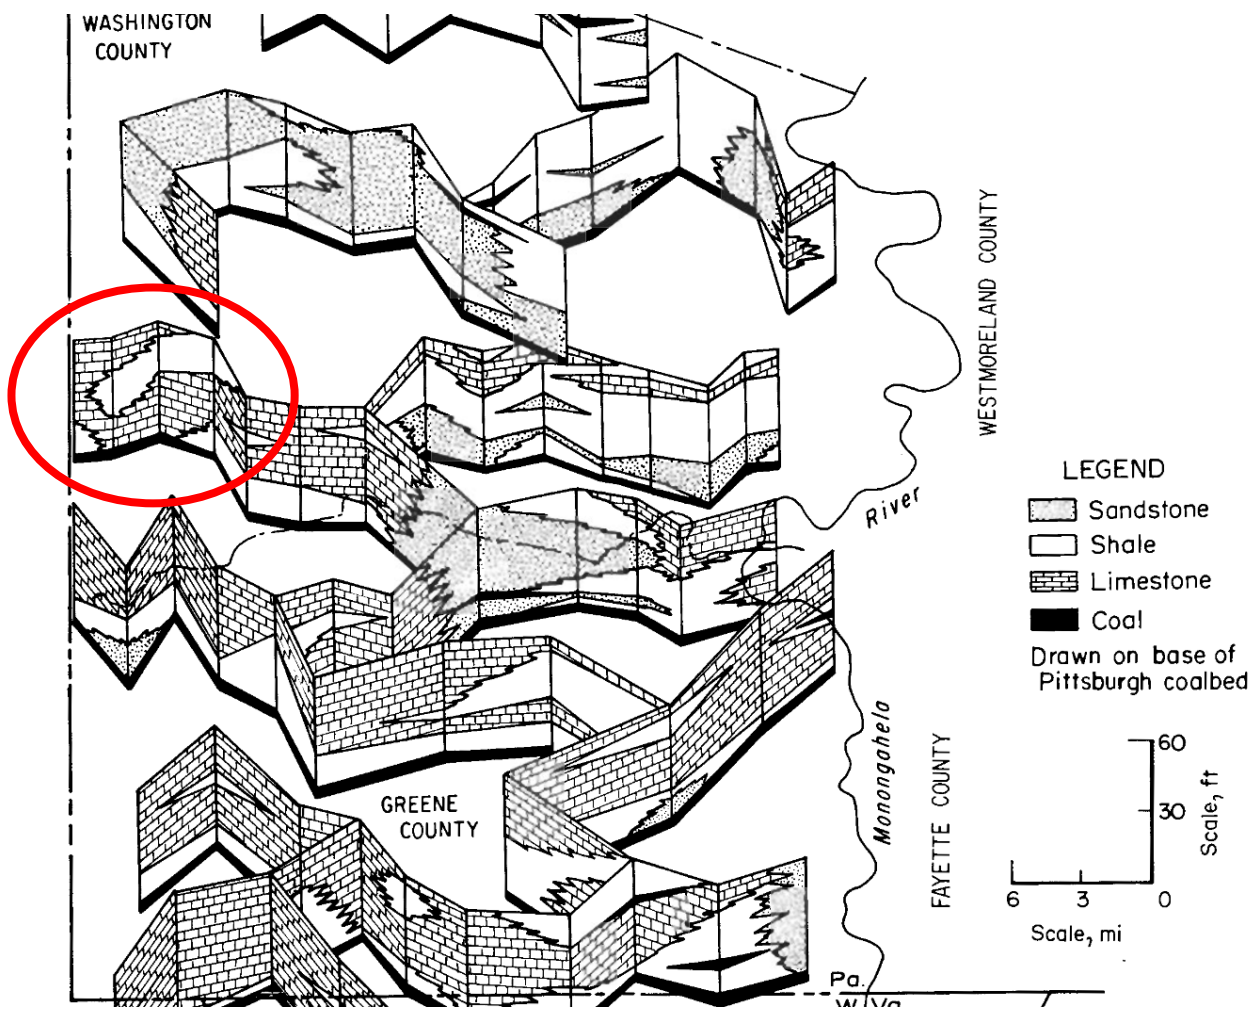 WASHINGTON
COUNTY
WESTMORELAND COUNTY
River
LEGEND
Sandstone
Shale
Limestone
Coal
Drawn on base of
Pittsburgh coalbed
Monongahela
FAYETTE COUNTY
GREENE
COUNTY
60
30
Scale, ft
6 3 0
Scale, mi
Pa.
W. Va.